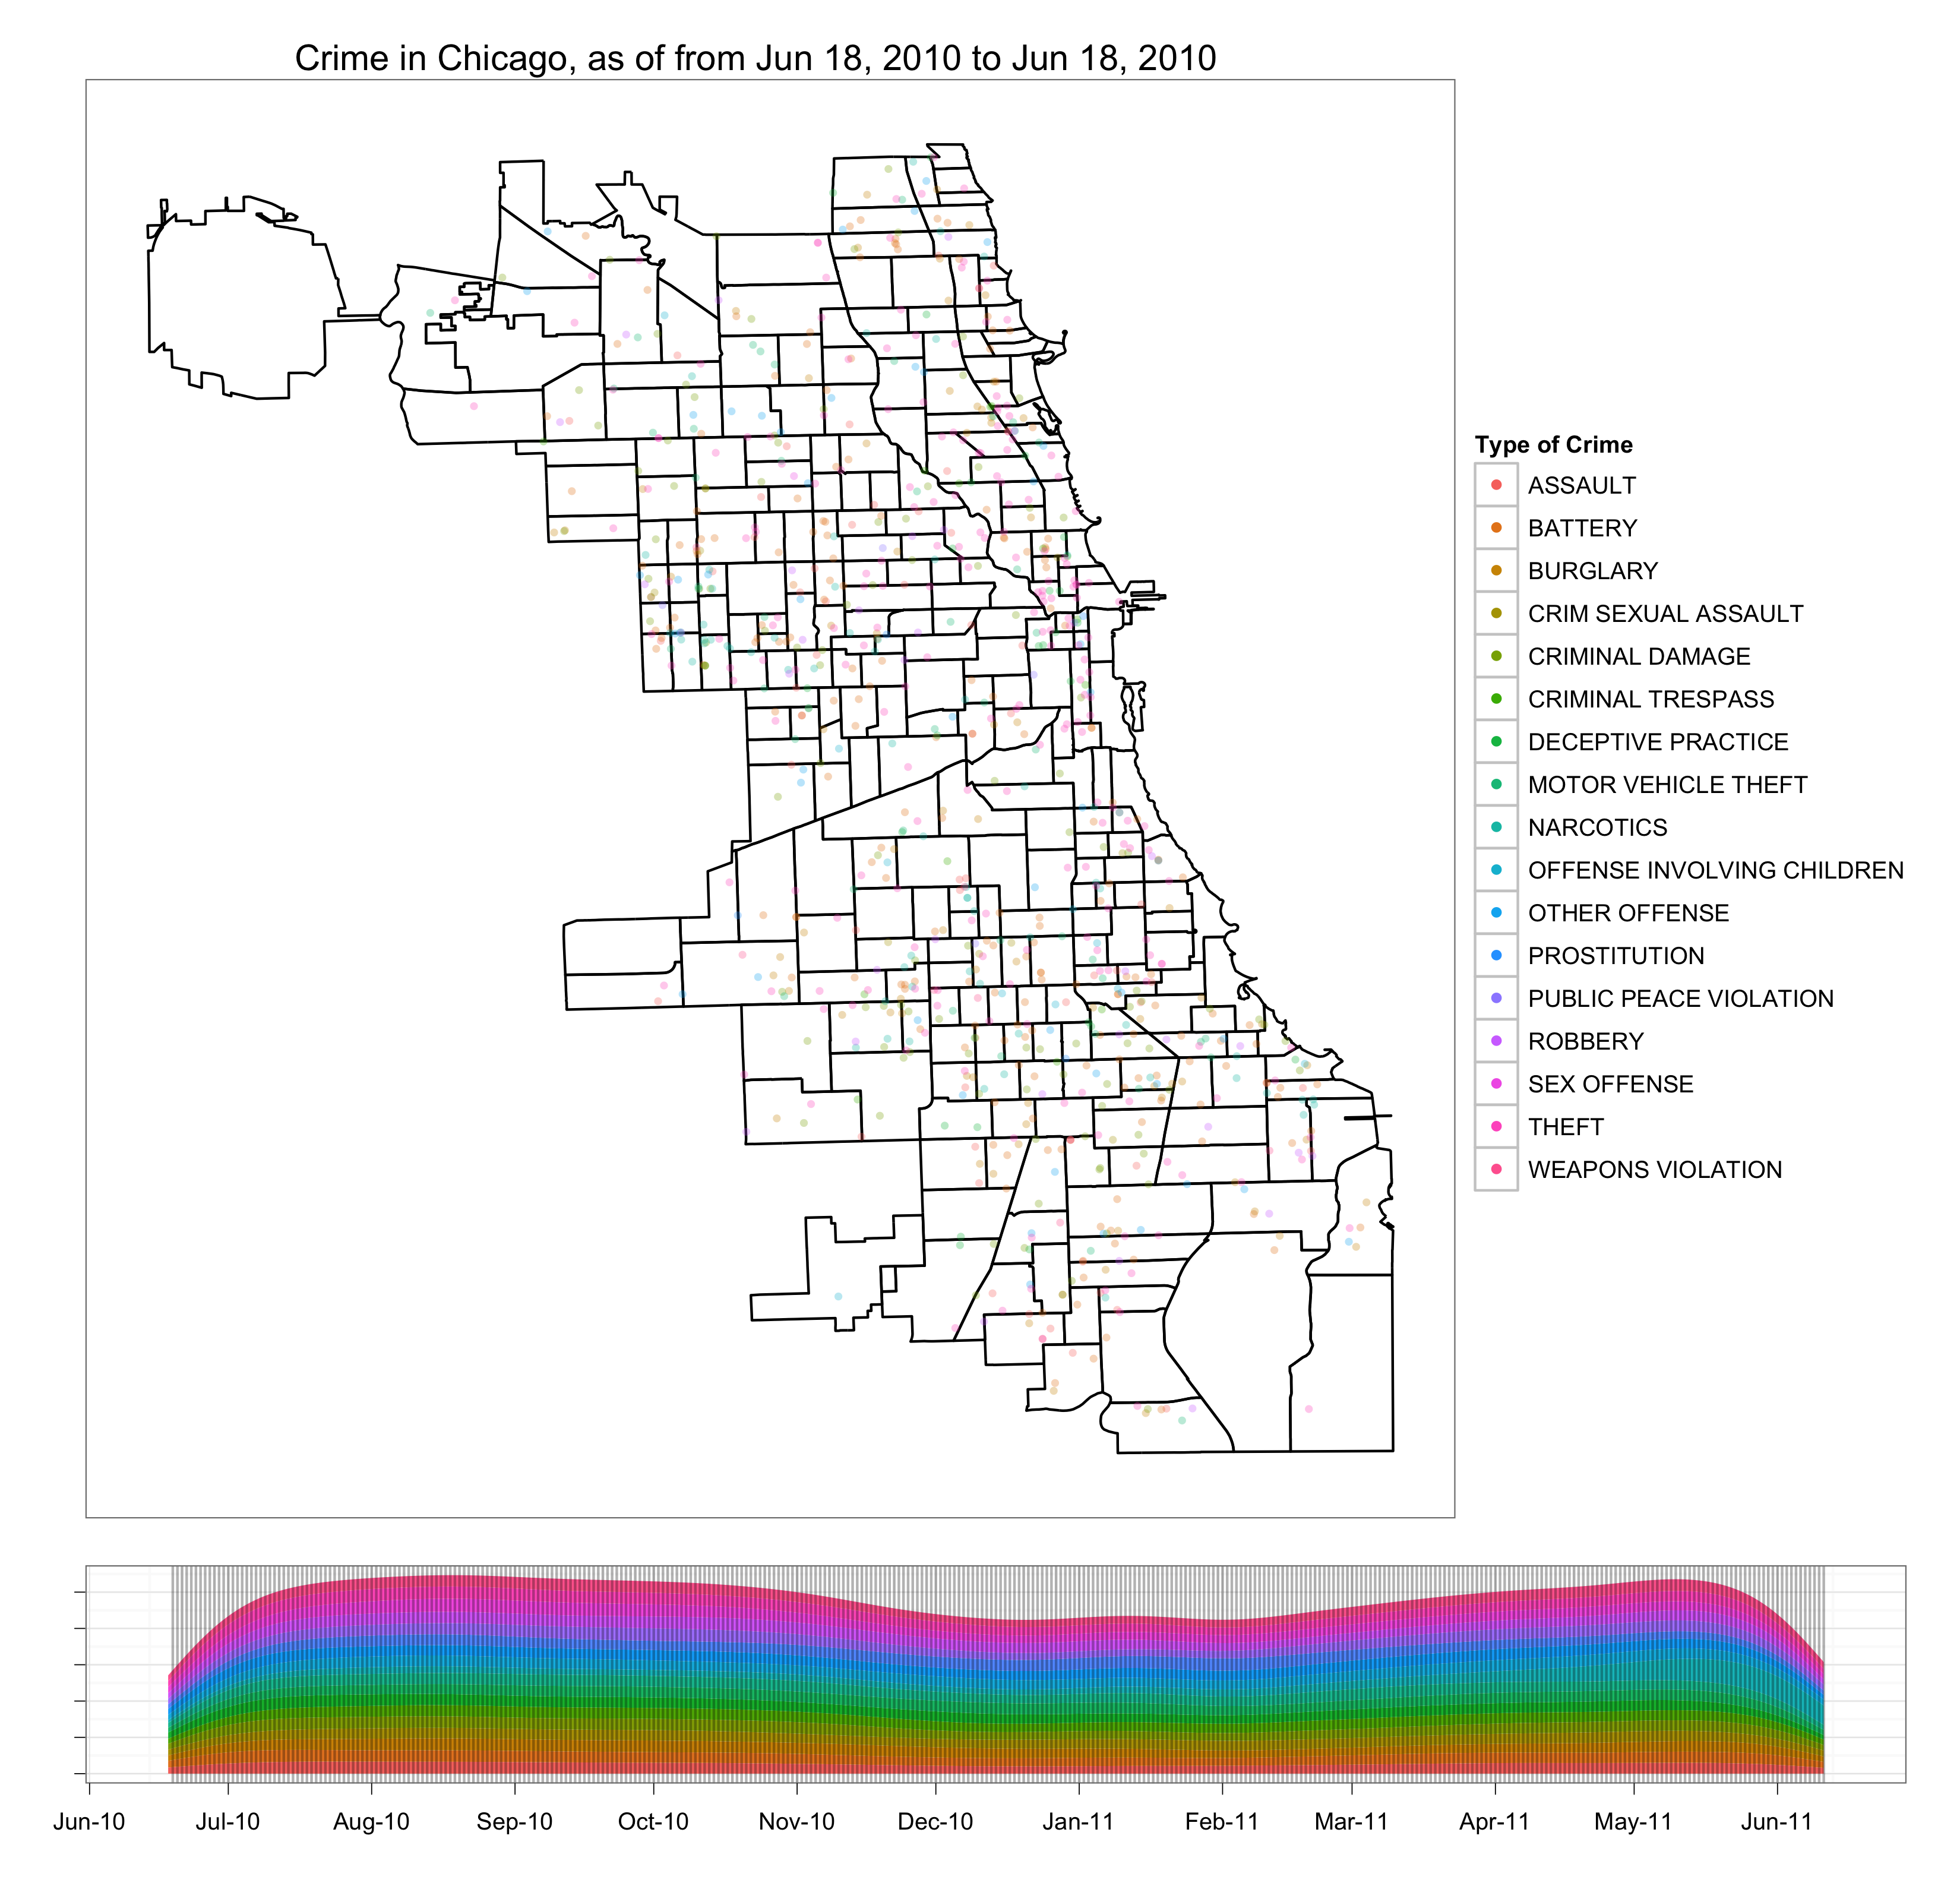 Crime in Chicago, as of from Jun 18, 2010 to Jun 18, 2010
Type of Crime
ASSAULT
BATTERY
BURGLARY
CRIM SEXUAL ASSAULT
CRIMINAL DAMAGE
CRIMINAL TRESPASS
DECEPTIVE PRACTICE
MOTOR VEHICLE THEFT
NARCOTICS
OFFENSE INVOLVING CHILDREN
OTHER OFFENSE
PROSTITUTION
PUBLIC PEACE VIOLATION
ROBBERY
SEX OFFENSE
THEFT
WEAPONS VIOLATION
Jun-10 Jul-10 Aug-10 Sep-10 Oct-10 Nov-10 Dec-10 Jan-11 Feb-11 Mar-11 Apr-11 May-11 Jun-11